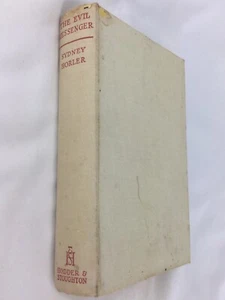 THE EVIL
MESSENGER
SYDNEY
HORLER
HODDER &
STOUGHTON